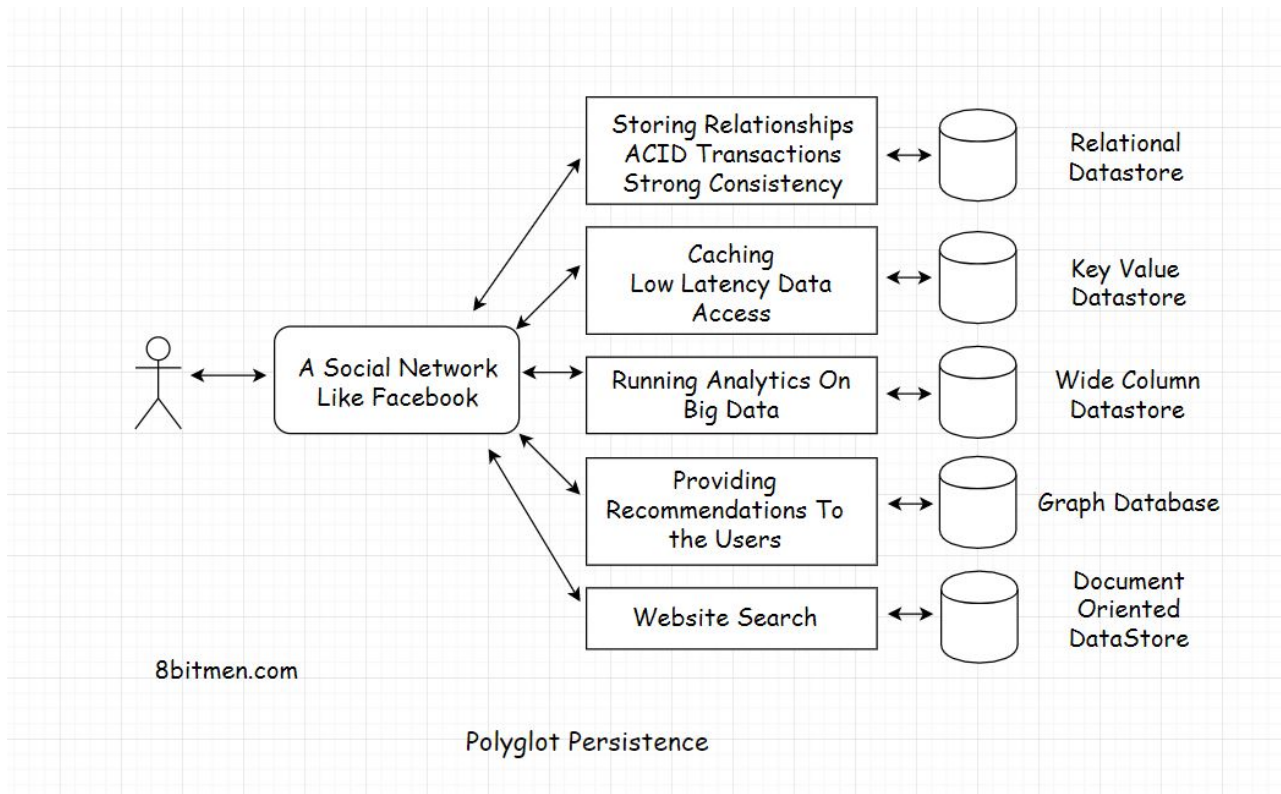 Storing Relationships
ACID Transactions
Strong Consistency
Relational
Datastore
Caching
Low Latency Data
Access
Key Value
Datastore
A Social Network
Like Facebook
Running Analytics On
Big Data
Wide Column
Datastore
Providing
Recommendations To
the Users
Graph Database
Website Search
Document
Oriented
DataStore
8bitmen.com
Polyglot Persistence